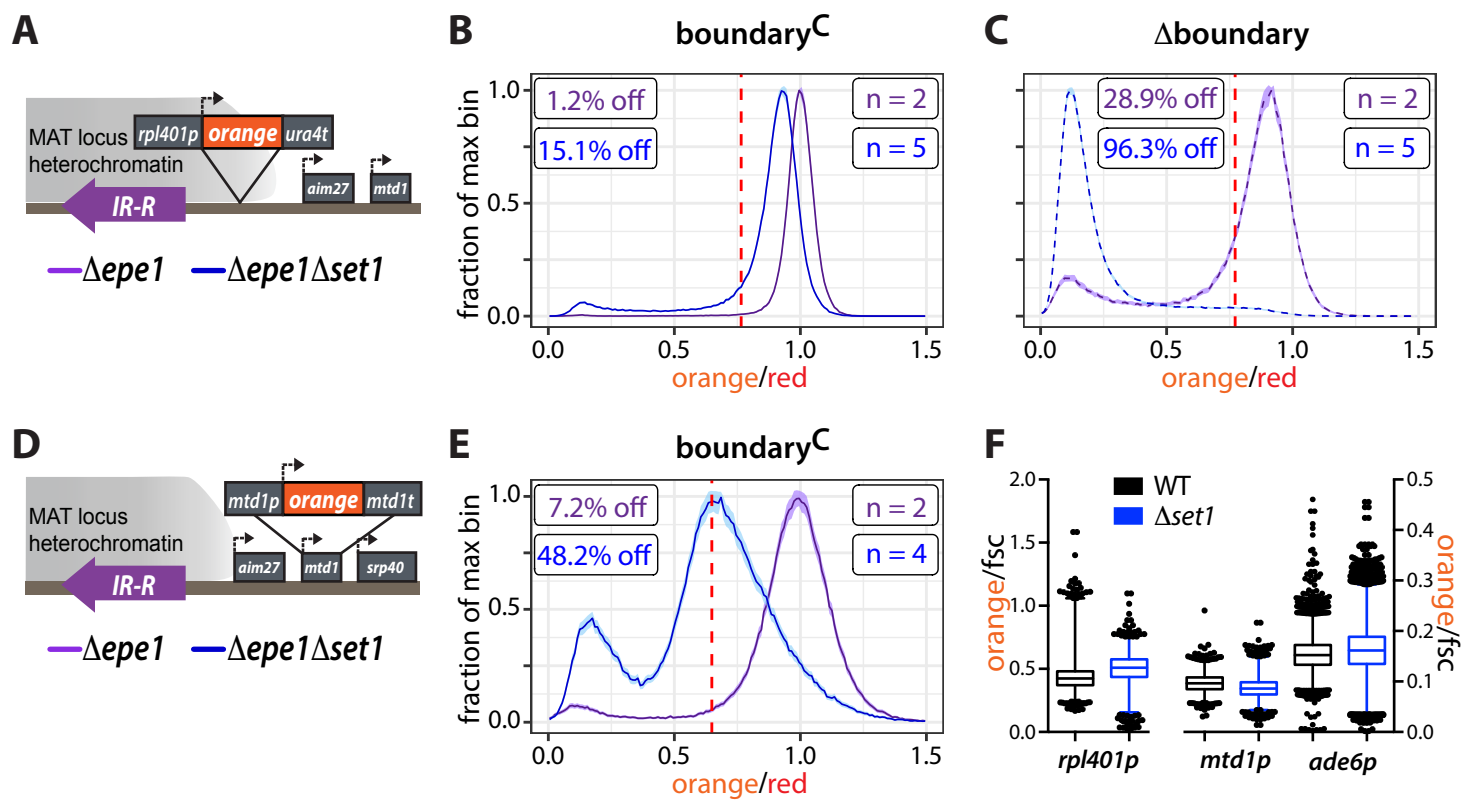 A
MAT locus
heterochromatin
rpl401p orange ura4t
IR-R
aim27
mtd1
Δepe1 Δepe1Δset1
B
boundaryC
1.2% off
15.1% off
n = 2
n = 5
fraction of max bin
1.0
0.5
0.0
0.0 0.5 1.0 1.5
orange/red
C
Δboundary
28.9% off
96.3% off
n = 2
n = 5
0.0 0.5 1.0 1.5
orange/red
D
MAT locus
heterochromatin
mtd1p orange mtd1t
IR-R
aim27 mtd1 srp40
Δepe1 Δepe1Δset1
E
boundaryC
7.2% off
48.2% off
n = 2
n = 4
fraction of max bin
1.0
0.5
0.0
0.0 0.5 1.0 1.5
orange/red
F
WT
Δset1
orange/fsc
2.0
1.5
1.0
0.5
0.0
0.5
0.4
0.3
0.2
0.1
0.0
orange/fsc
rpl401p mtd1p ade6p